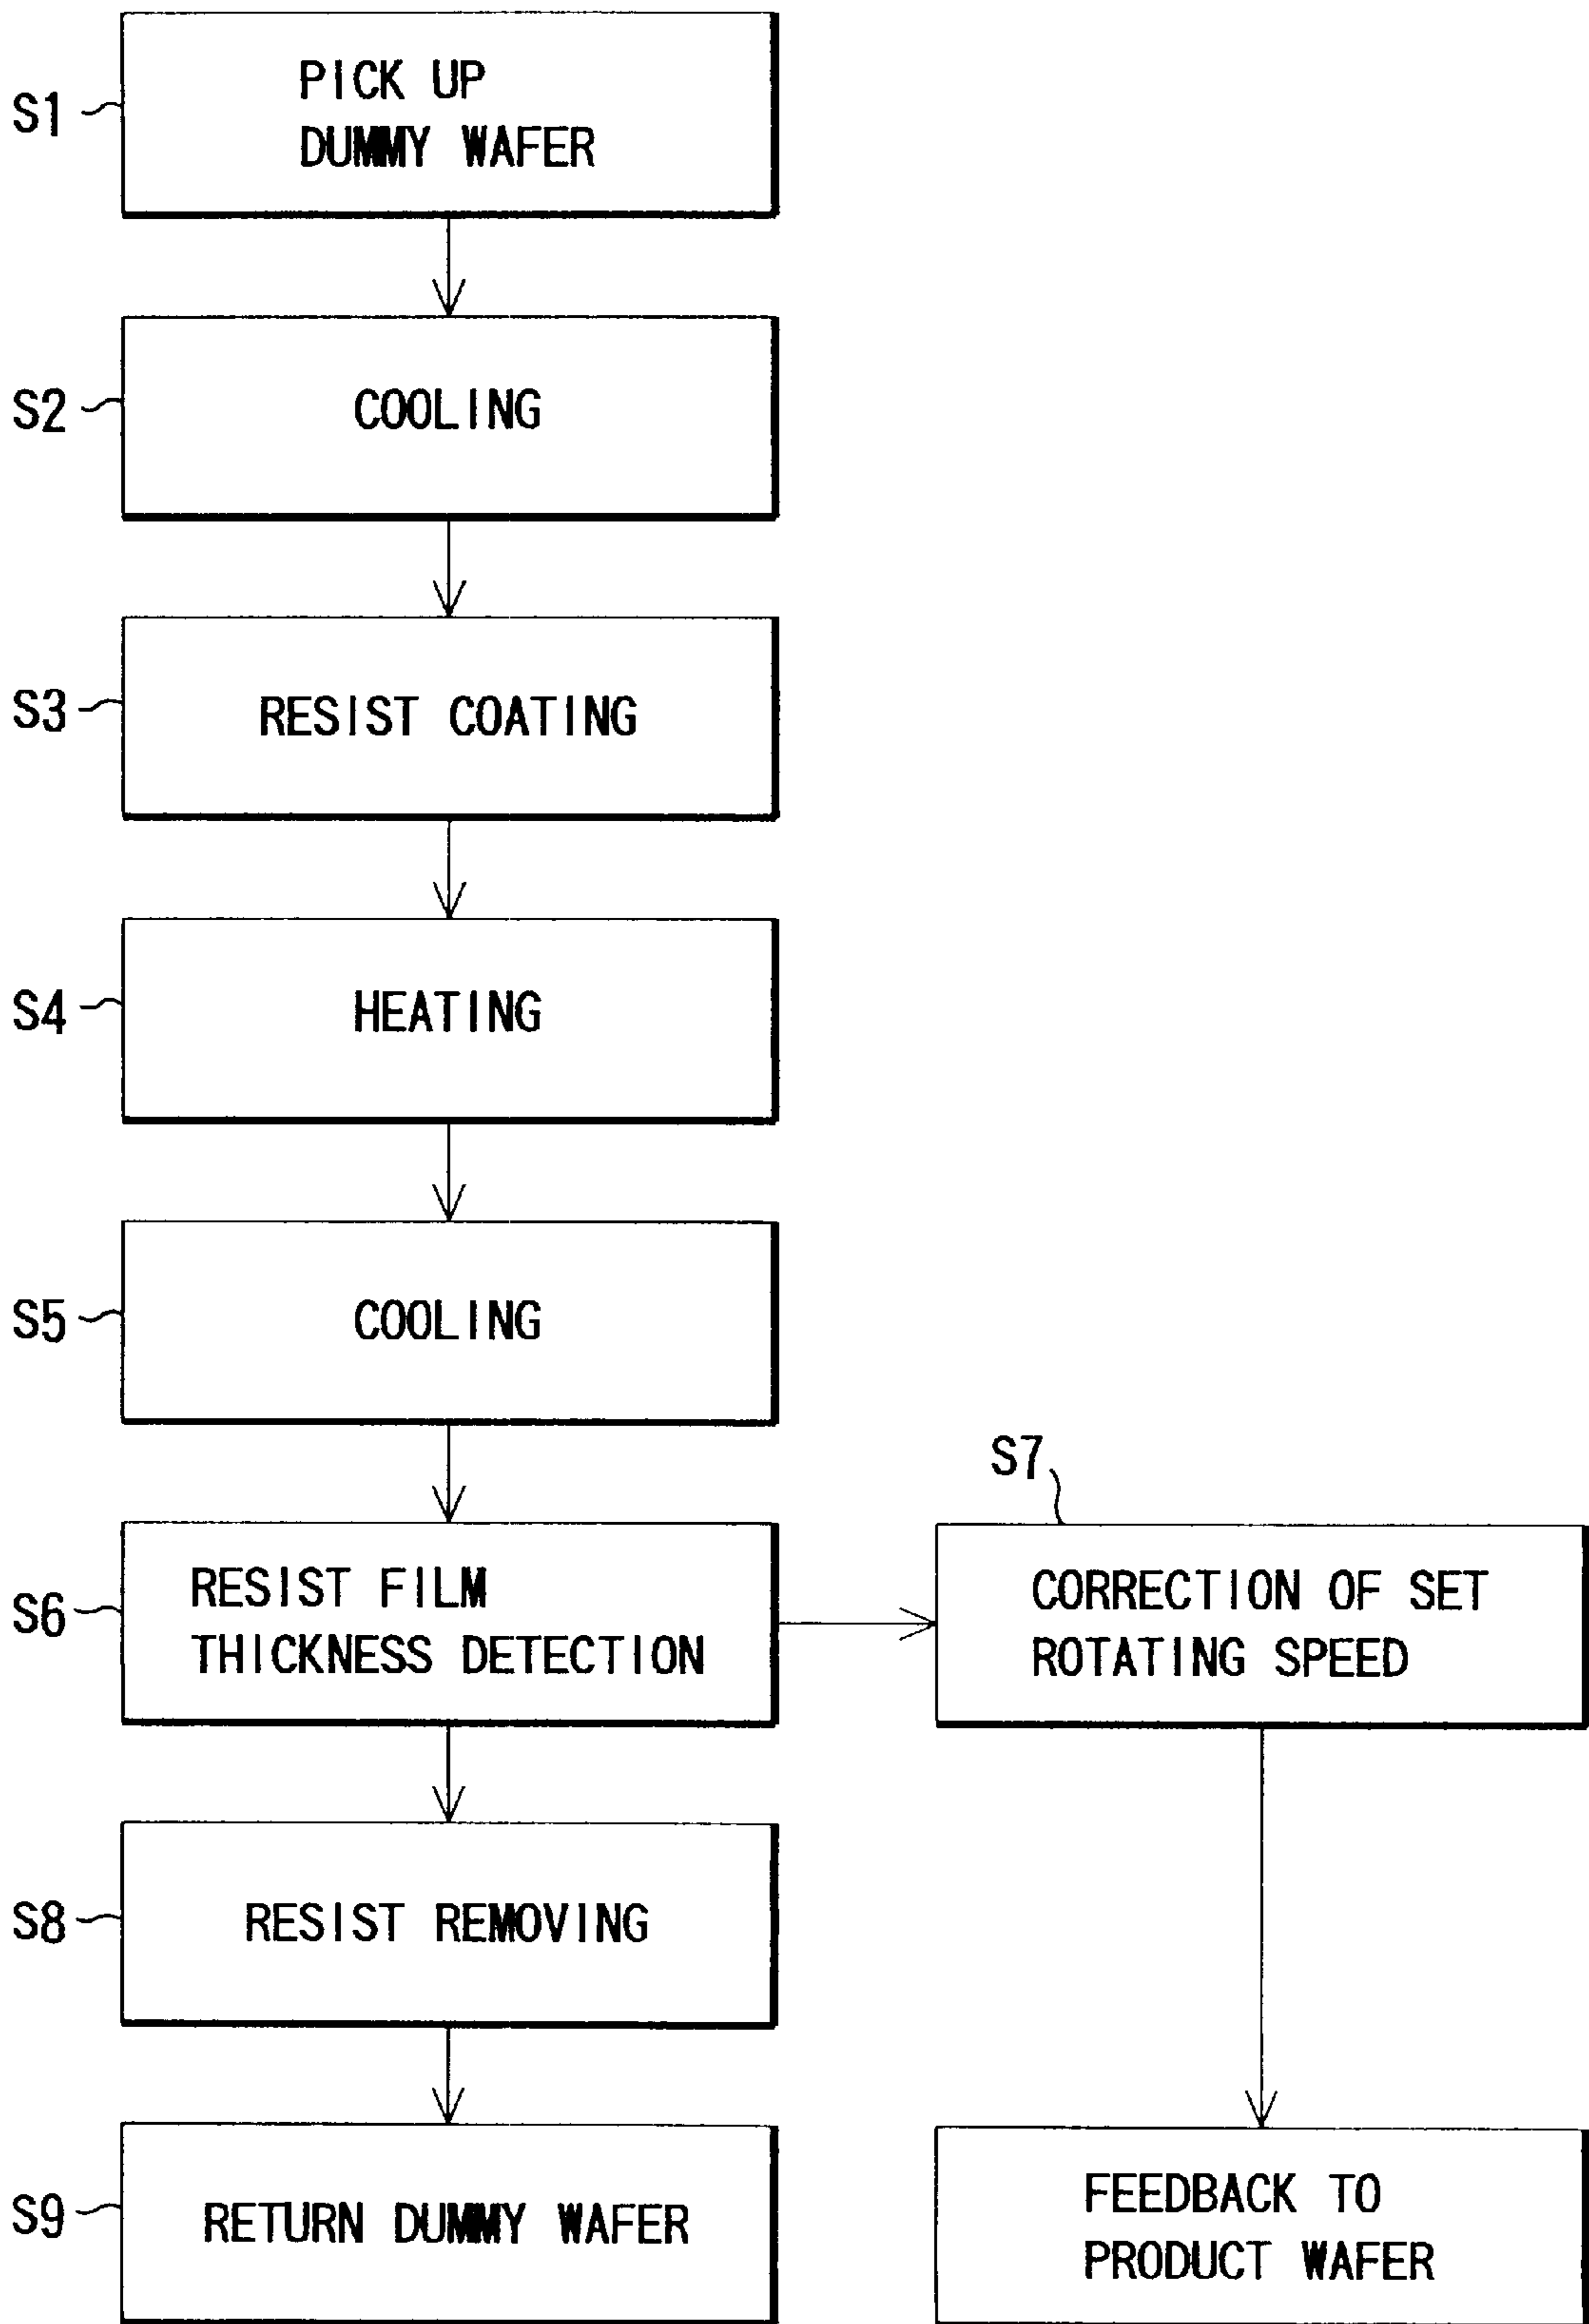 S1
PICK UP
DUMMY WAFER
S2
COOLING
S3
RESIST COATING
S4
HEATING
S5
COOLING
S6
RESIST FILM
THICKNESS DETECTION
S7
CORRECTION OF SET
ROTATING SPEED
S8
RESIST REMOVING
S9
RETURN DUMMY WAFER
FEEDBACK TO
PRODUCT WAFER